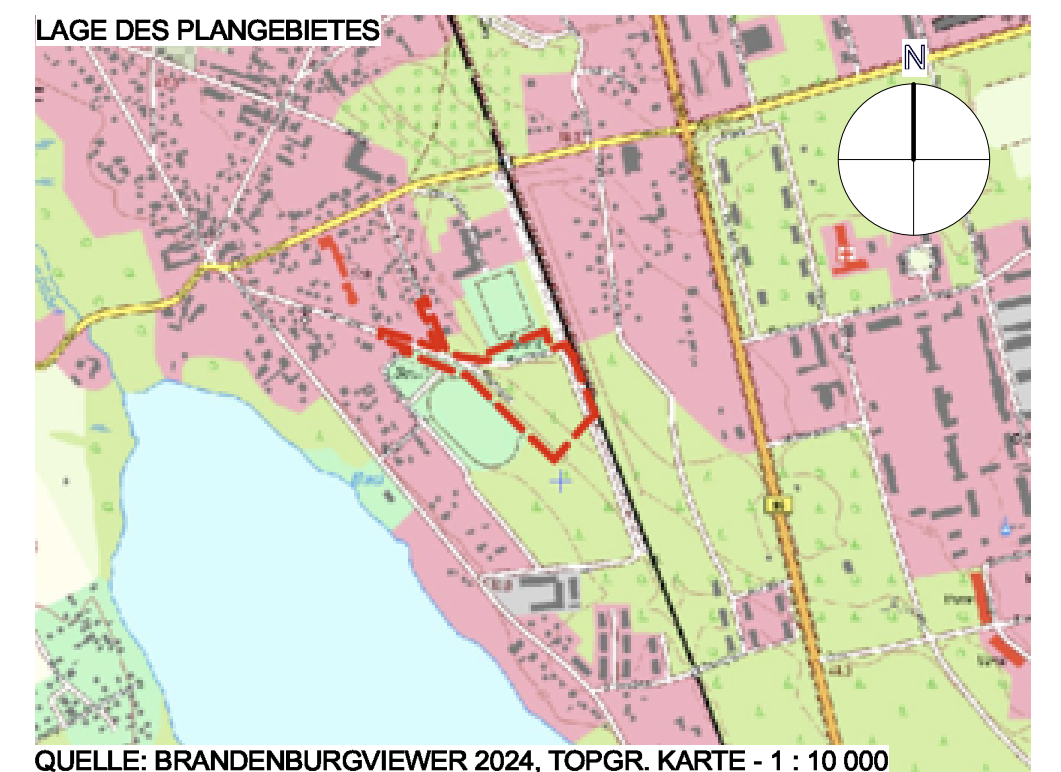 LAGE DES PLANGEBIETES
N
QUELLE: BRANDENBURGVIEWER 2024, TOPGR. KARTE - 1 : 10 000